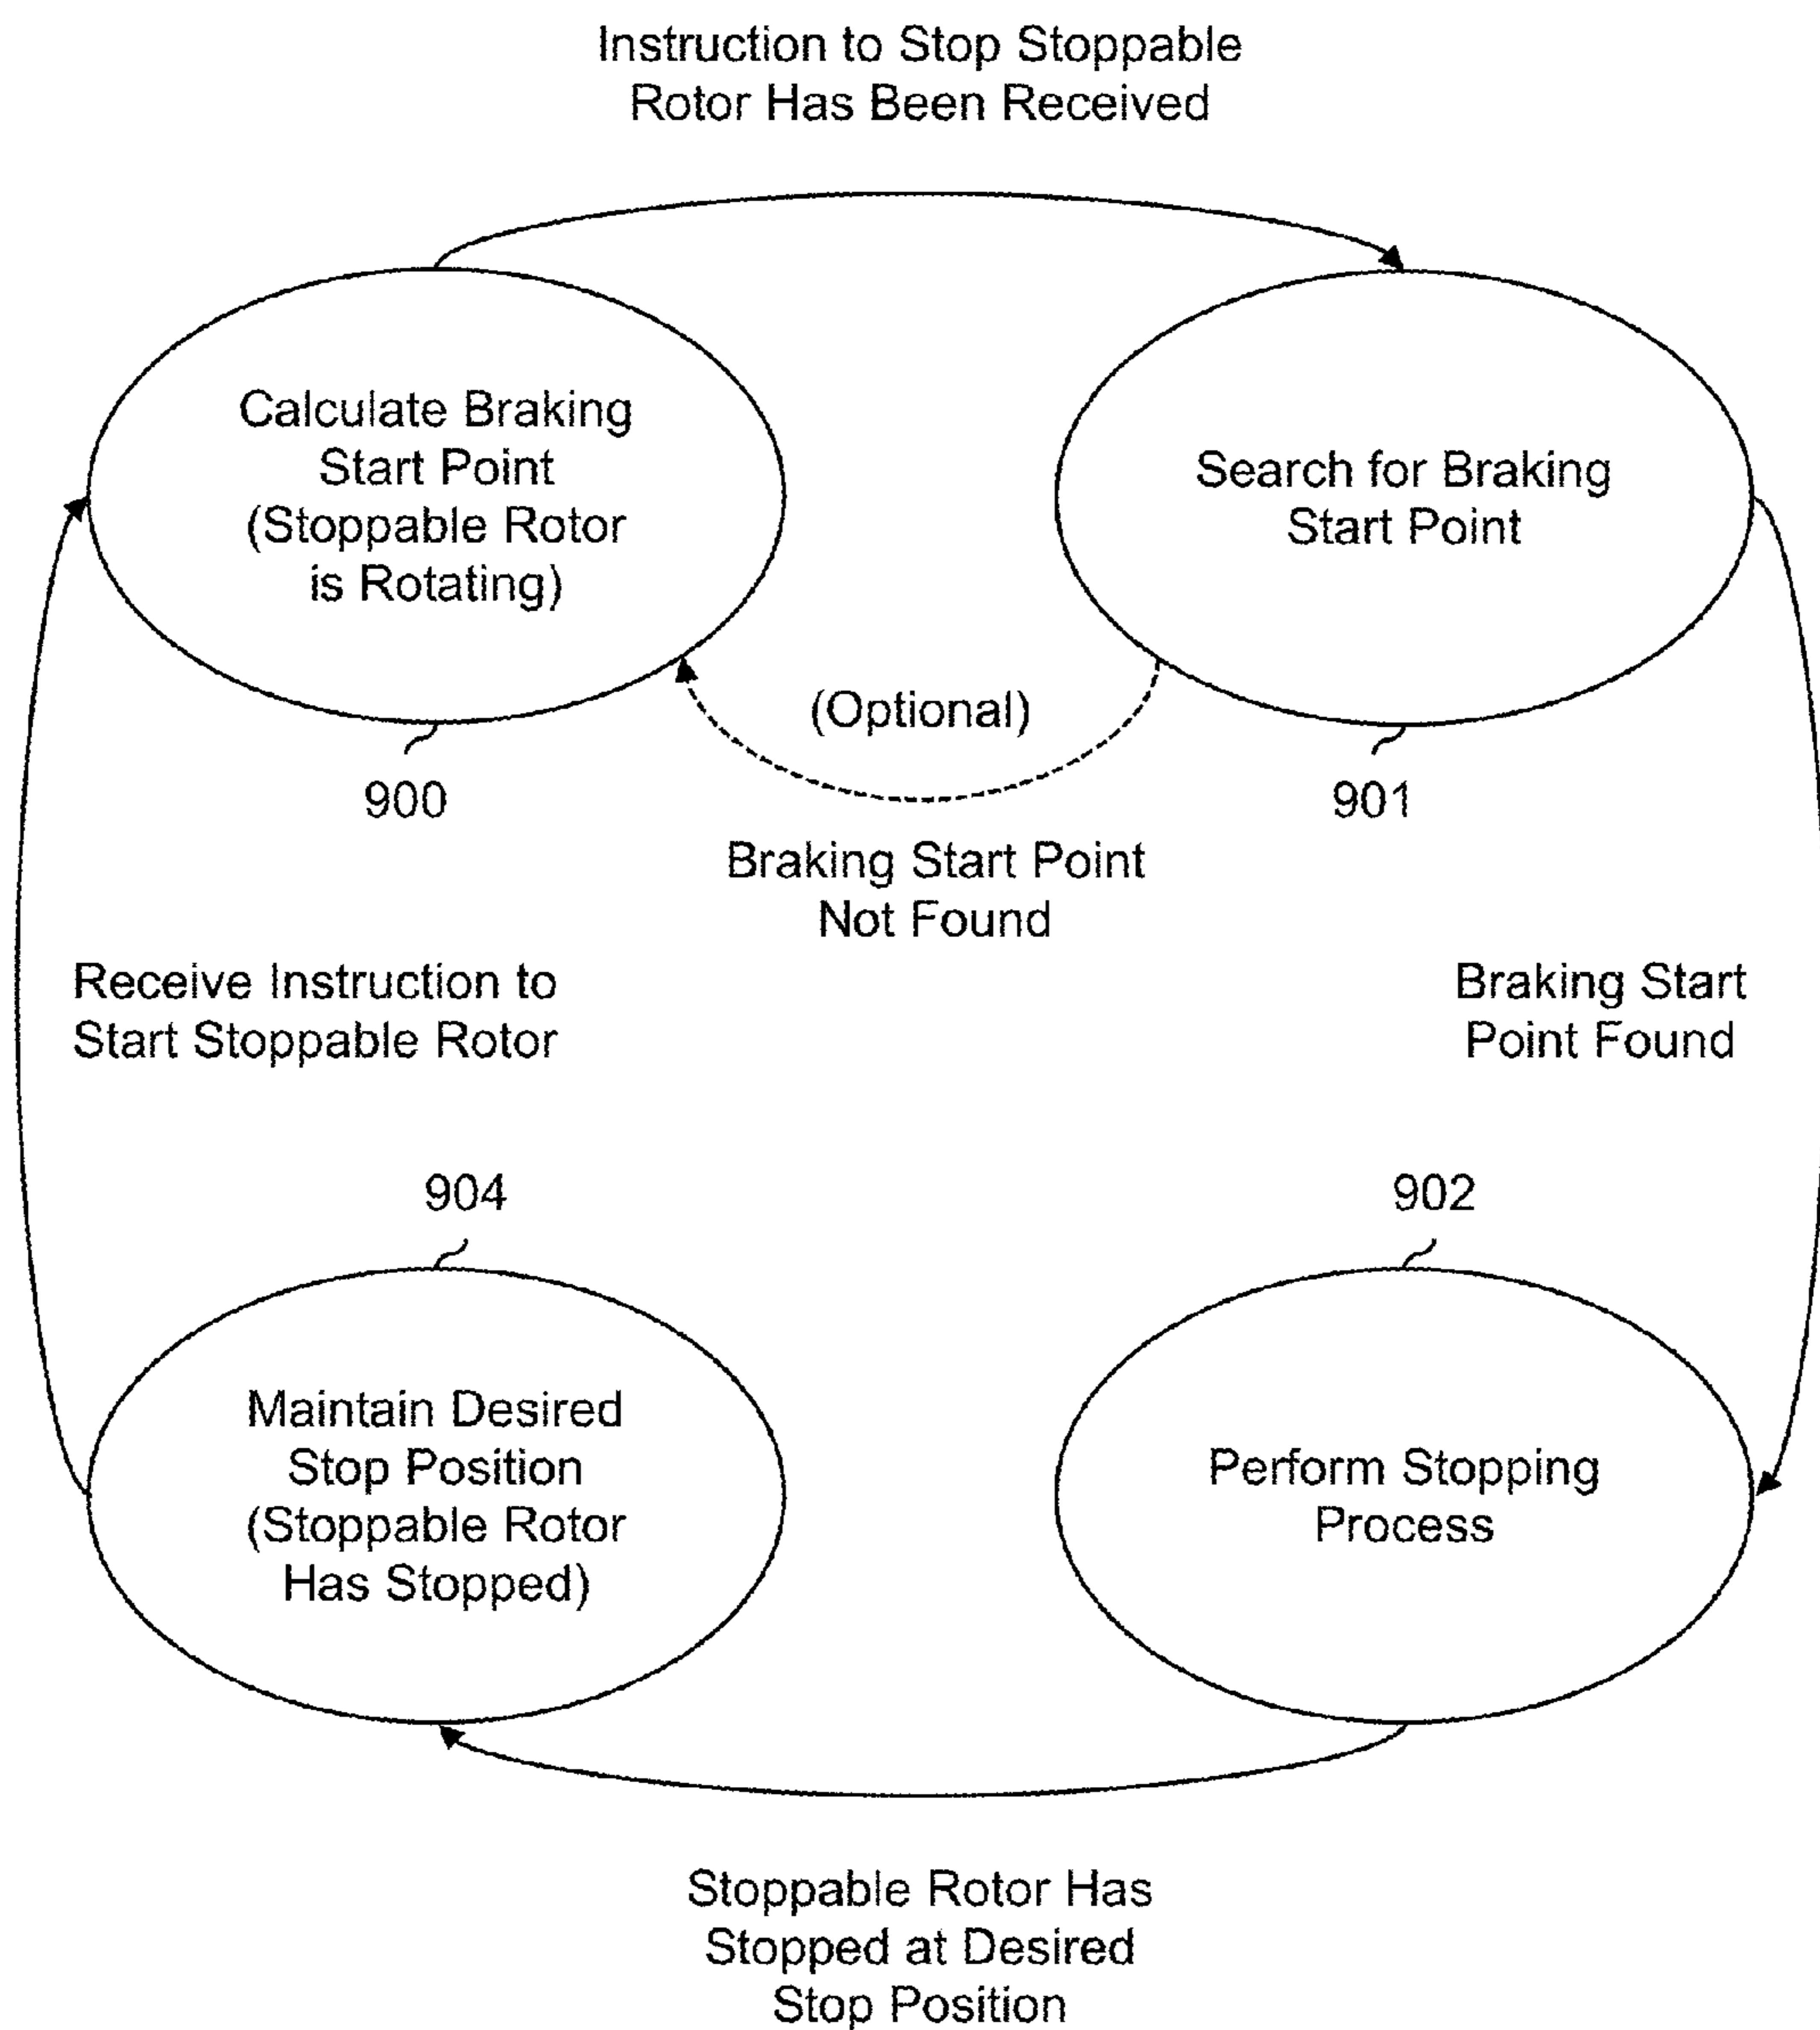 Instruction to Stop Stoppable
Rotor Has Been Received
Calculate Braking
Start Point
(Stoppable Rotor
is Rotating)
Search for Braking
Start Point
(Optional)
900
901
Braking Start Point
Not Found
Receive Instruction to
Start Stoppable Rotor
Braking Start
Point Found
904
902
Maintain Desired
Stop Position
(Stoppable Rotor
Has Stopped)
Perform Stopping
Process
Stoppable Rotor Has
Stopped at Desired
Stop Position